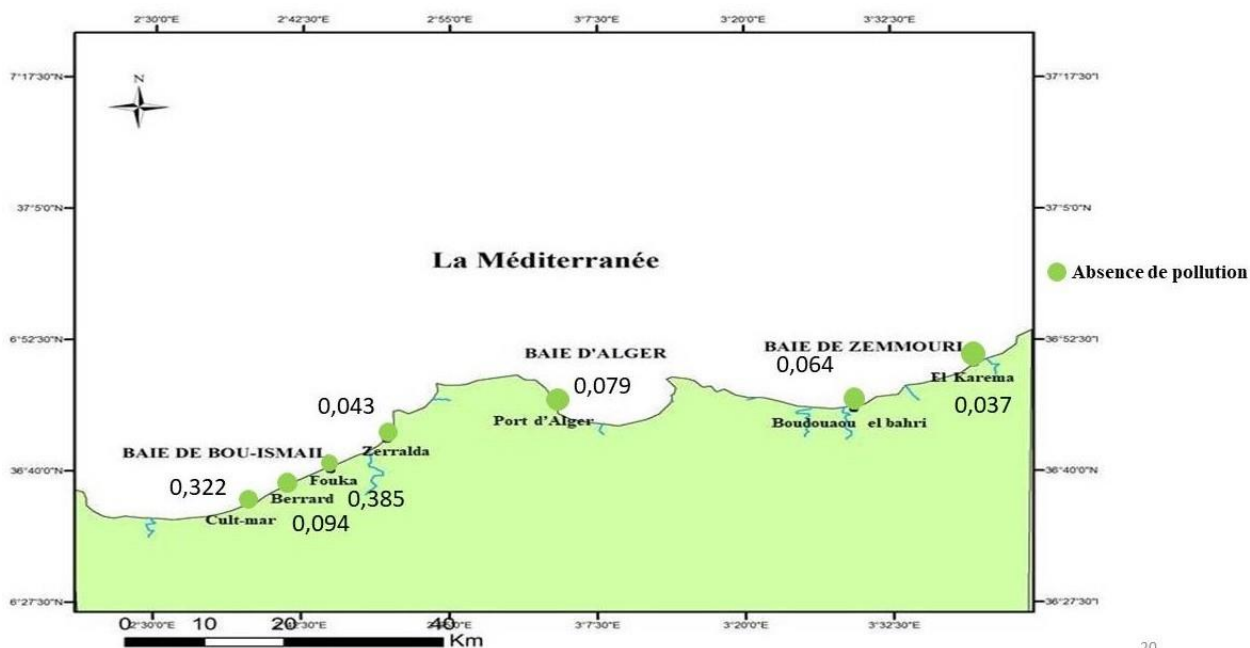 2°30'0"E 2°42'30"E 2°55'0"E 3°7'30"E 3°20'0"E 3°32'30"E
7°17'30"N 37°17'30"I
N
37°5'0"N 37°5'0"N
La Méditerranée
Absence de pollution
6°52'30"N 36°52'30"I
BAIE D'ALGER BAIE DE ZEMMOURI
0,079 0,064
El Karema
0,043 0,037
Port d'Alger Boudouaou el bahri
BAIE DE BOU-ISMAIL Zerralda
36°40'0"N 36°40'0"N
Fouka
0,322 Berrard 0,385
Cult-mar 0,094
6°27'30"N 36°27'30"I
2°30'0"E 3°7'30"E 3°20'0"E 3°32'30"E
0 10 20 40
Km
20